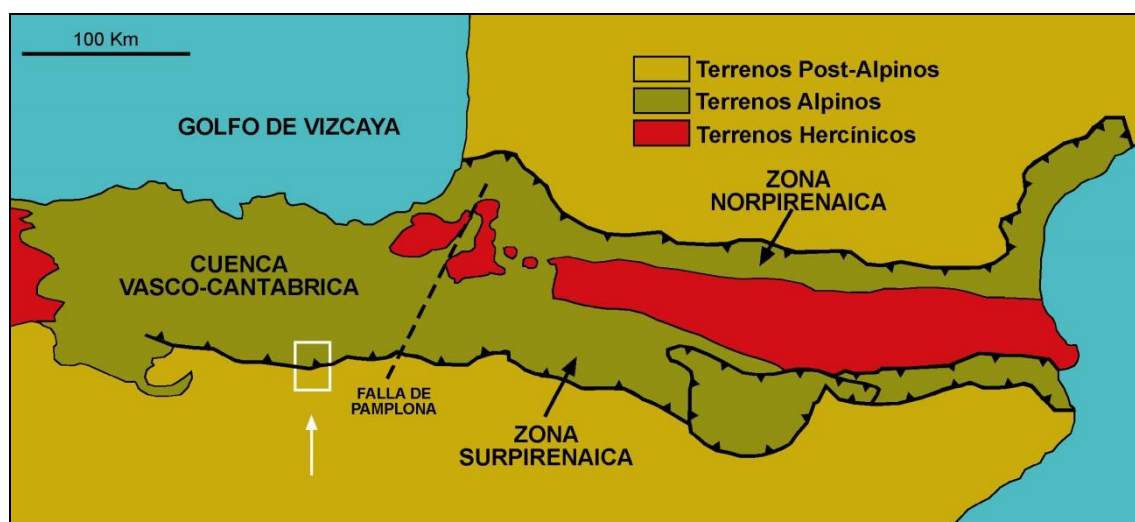 100 Km
Terrenos Post-Alpinos
Terrenos Alpinos
Terrenos Hercínicos
GOLFO DE VIZCAYA
ZONA
NORPIRENAICA
CUENCA
VASCO-CANTABRICA
FALLA DE
PAMPLONA
ZONA
SURPIRENAICA